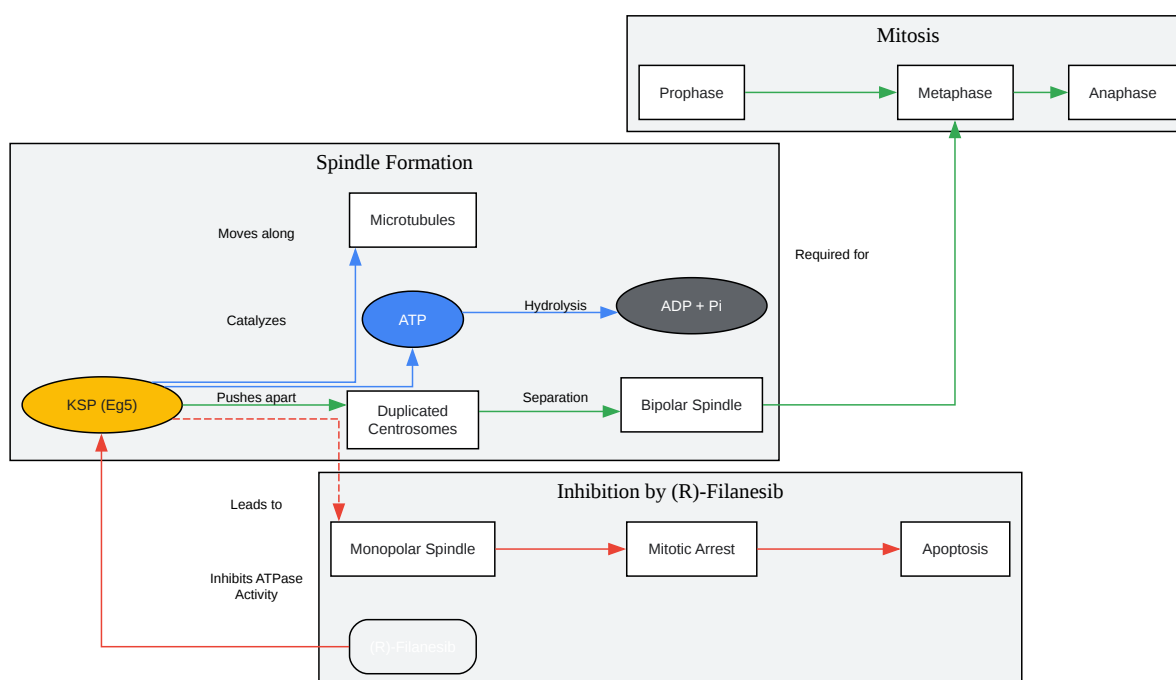 Mitosis
Prophase
Metaphase
Anaphase
Spindle Formation
Microtubules
Moves along
Required for
Catalyzes
ATP
Hydrolysis
ADP + Pi
KSP (Eg5)
Pushes apart
Duplicated
Centrosomes
Separation
Bipolar Spindle
Inhibition by (R)-Filanesib
Leads to
Monopolar Spindle
Mitotic Arrest
Apoptosis
Inhibits ATPase
Activity
(R)-Filanesib